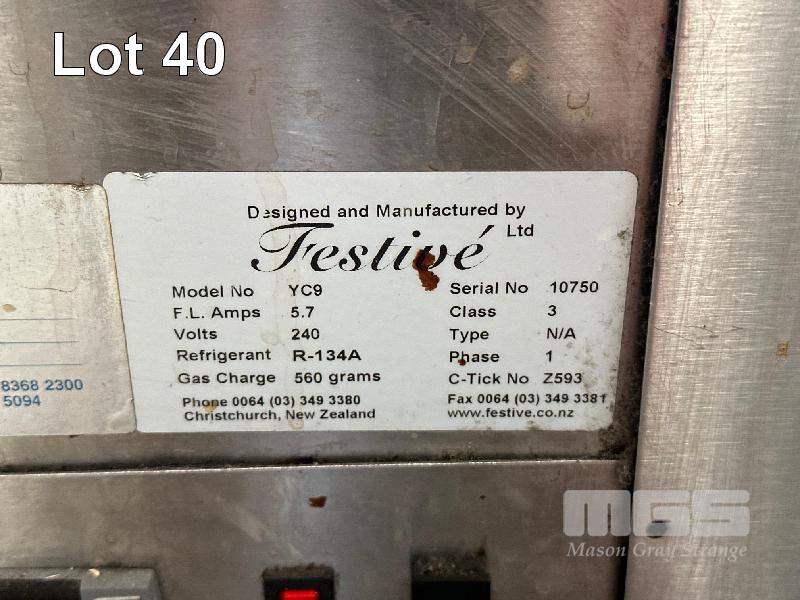 Lot 40
Designed and Manufactured by
Festivé Ltd
Model No YC9 Serial No 10750
F.L. Amps 5.7 Class 3
Volts 240 Type N/A
Refrigerant R-134A Phase 1
Gas Charge 560 grams C-Tick No Z593
Phone 0064 (03) 349 3380 Fax 0064 (03) 349 3381
Christchurch, New Zealand www.festive.co.nz
8368 2300
5094
MGS
Mason Gray Strange